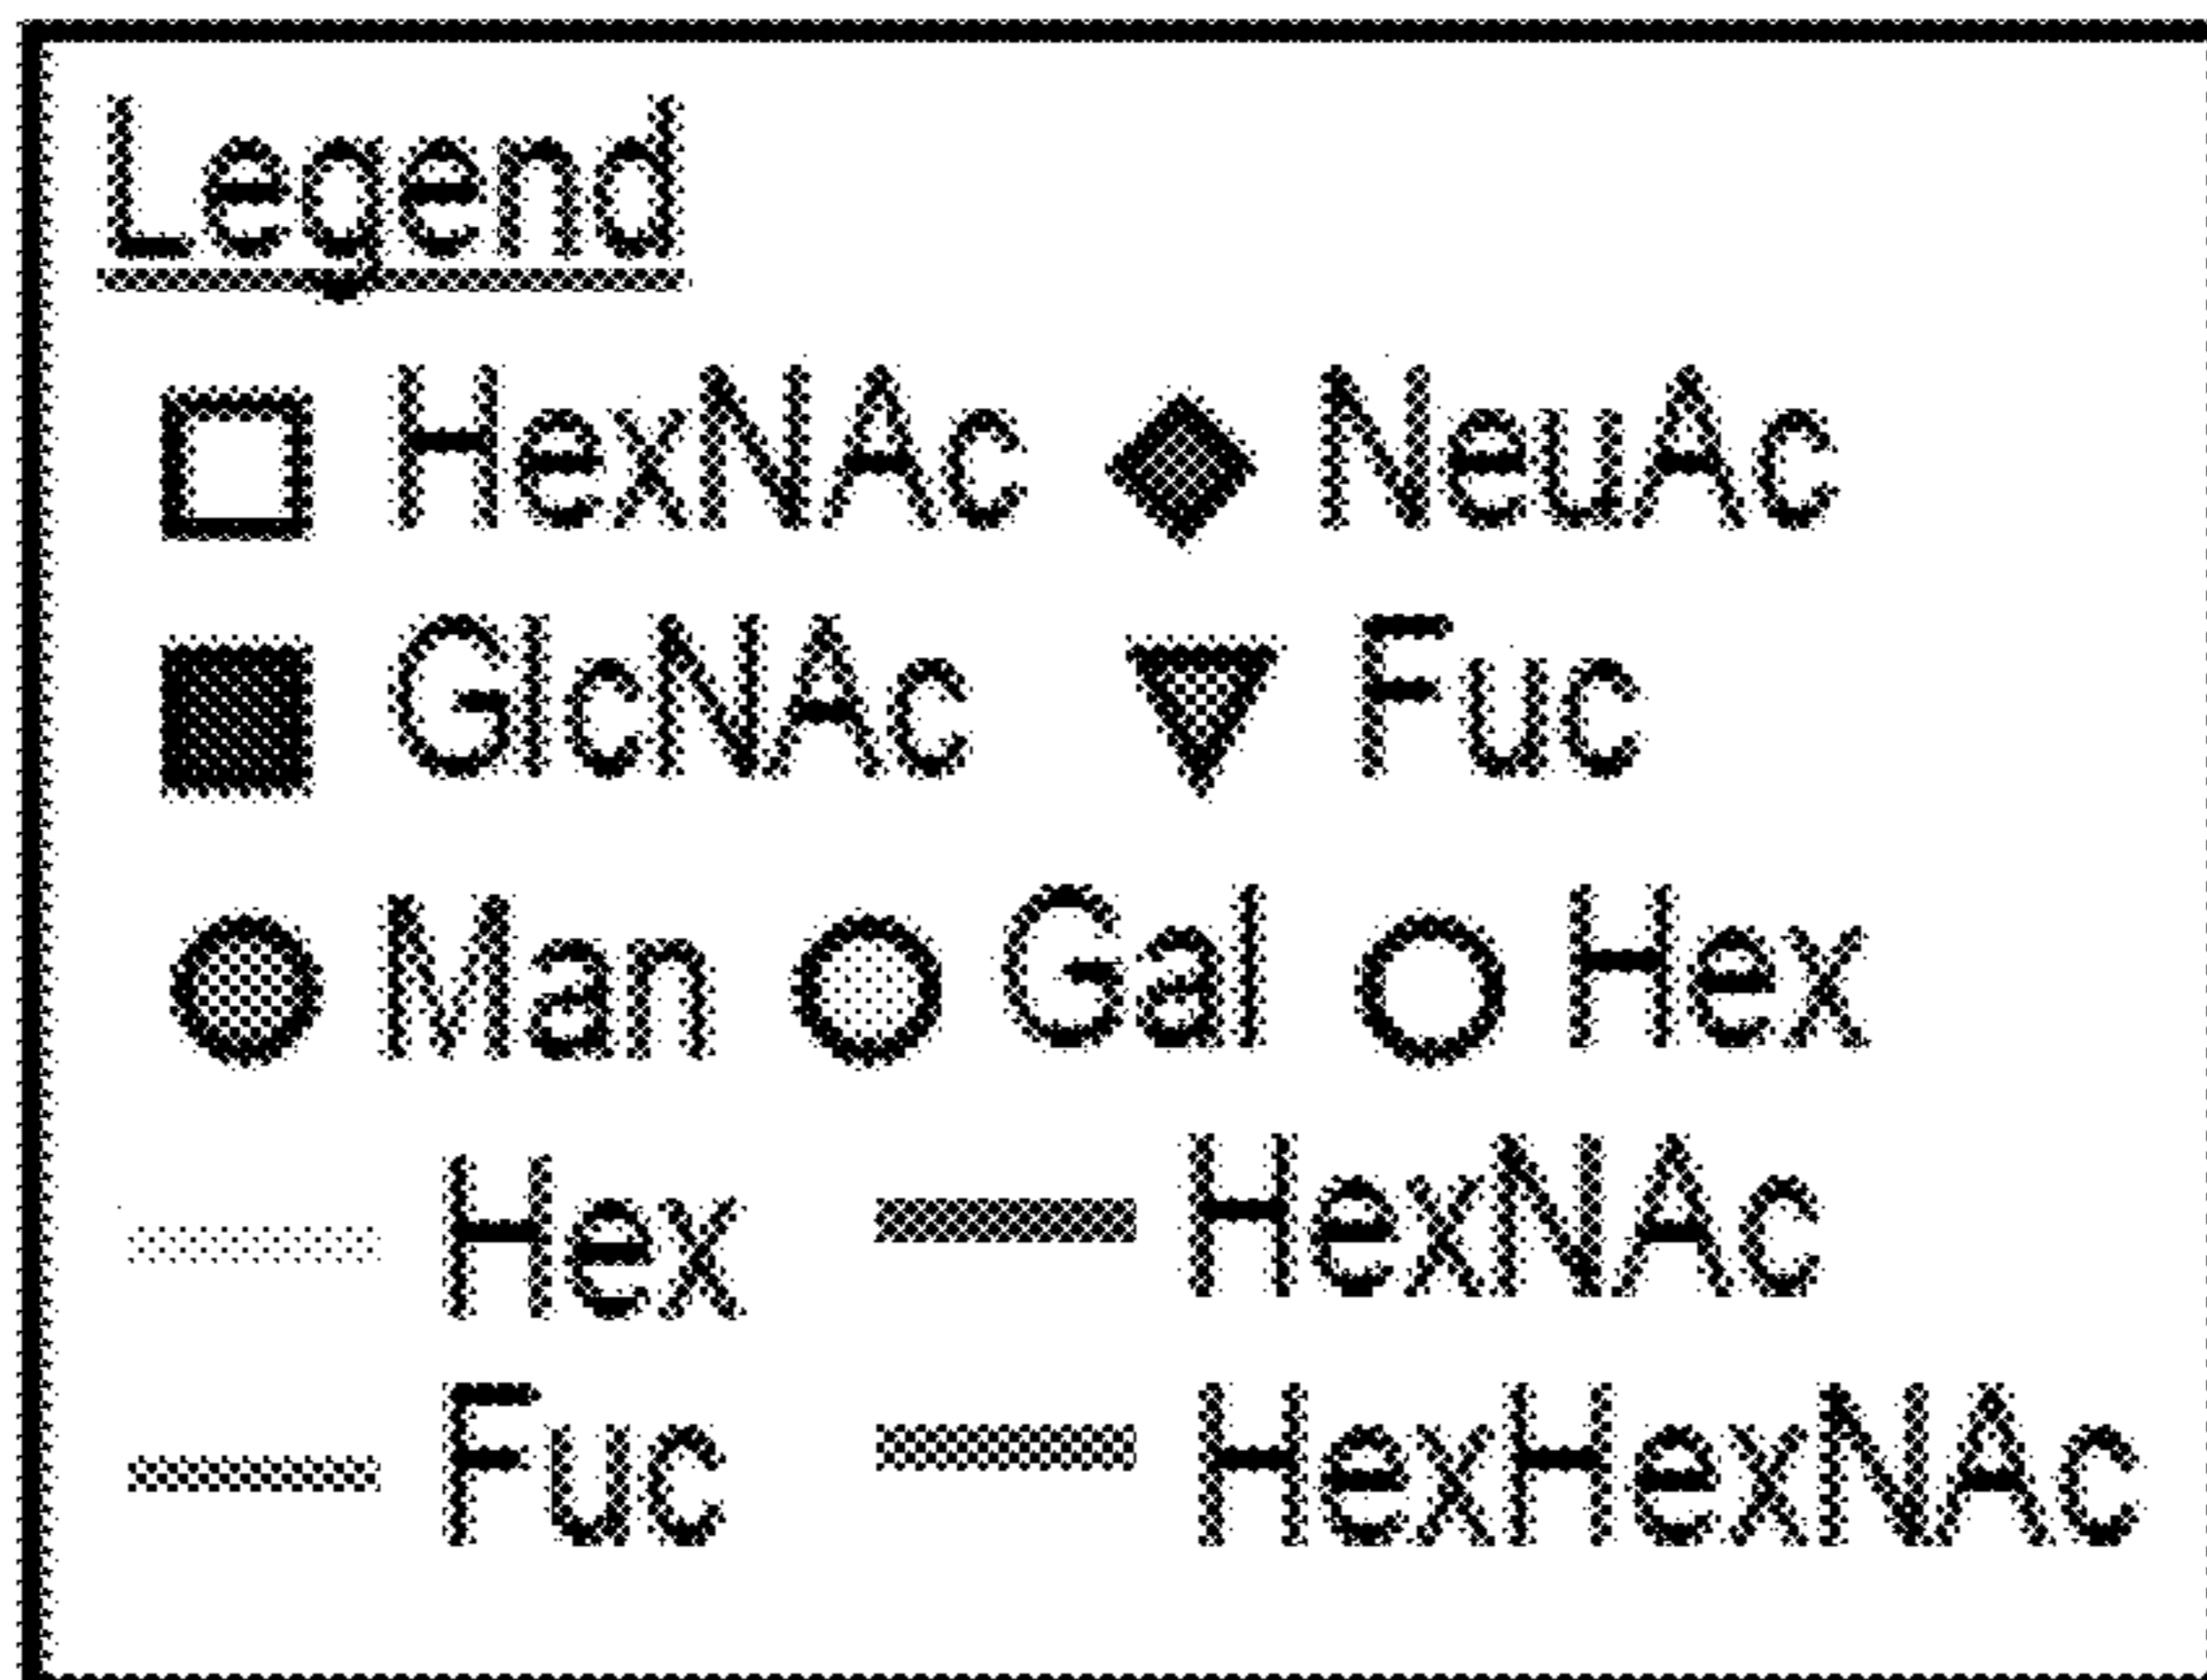 Legend
HexNAc NeuAc
GlcNAc Fuc
Man Gal Hex
Hex HexNAc
Fuc HexHexNAc